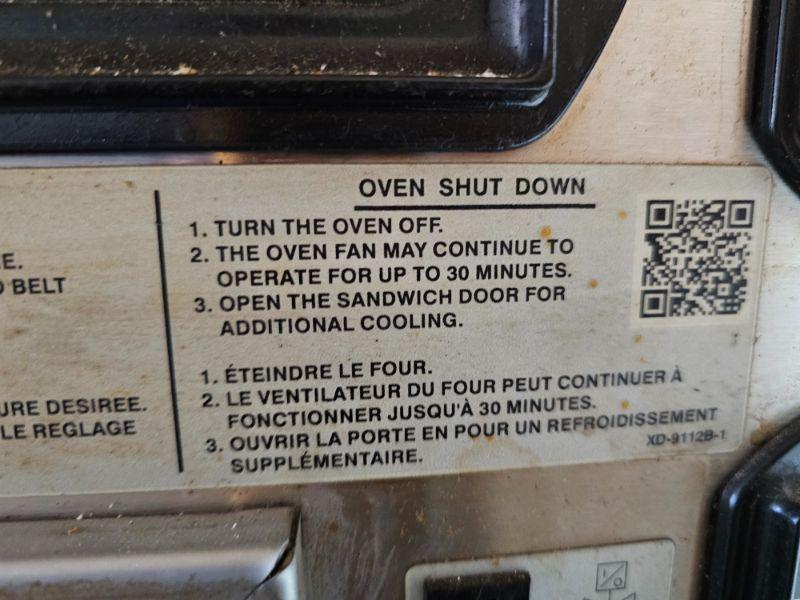 E.
BELT
URE DESIREE.
LE REGLAGE
OVEN SHUT DOWN
1. TURN THE OVEN OFF.
2. THE OVEN FAN MAY CONTINUE TO
OPERATE FOR UP TO 30 MINUTES.
3. OPEN THE SANDWICH DOOR FOR
ADDITIONAL COOLING.
1. ÉTEINDRE LE FOUR.
2. LE VENTILATEUR DU FOUR PEUT CONTINUER À
FONCTIONNER JUSQU'À 30 MINUTES.
3. OUVRIR LA PORTE EN POUR UN REFROIDISSEMENT
SUPPLÉMENTAIRE.
XD-9112B-1
I/O